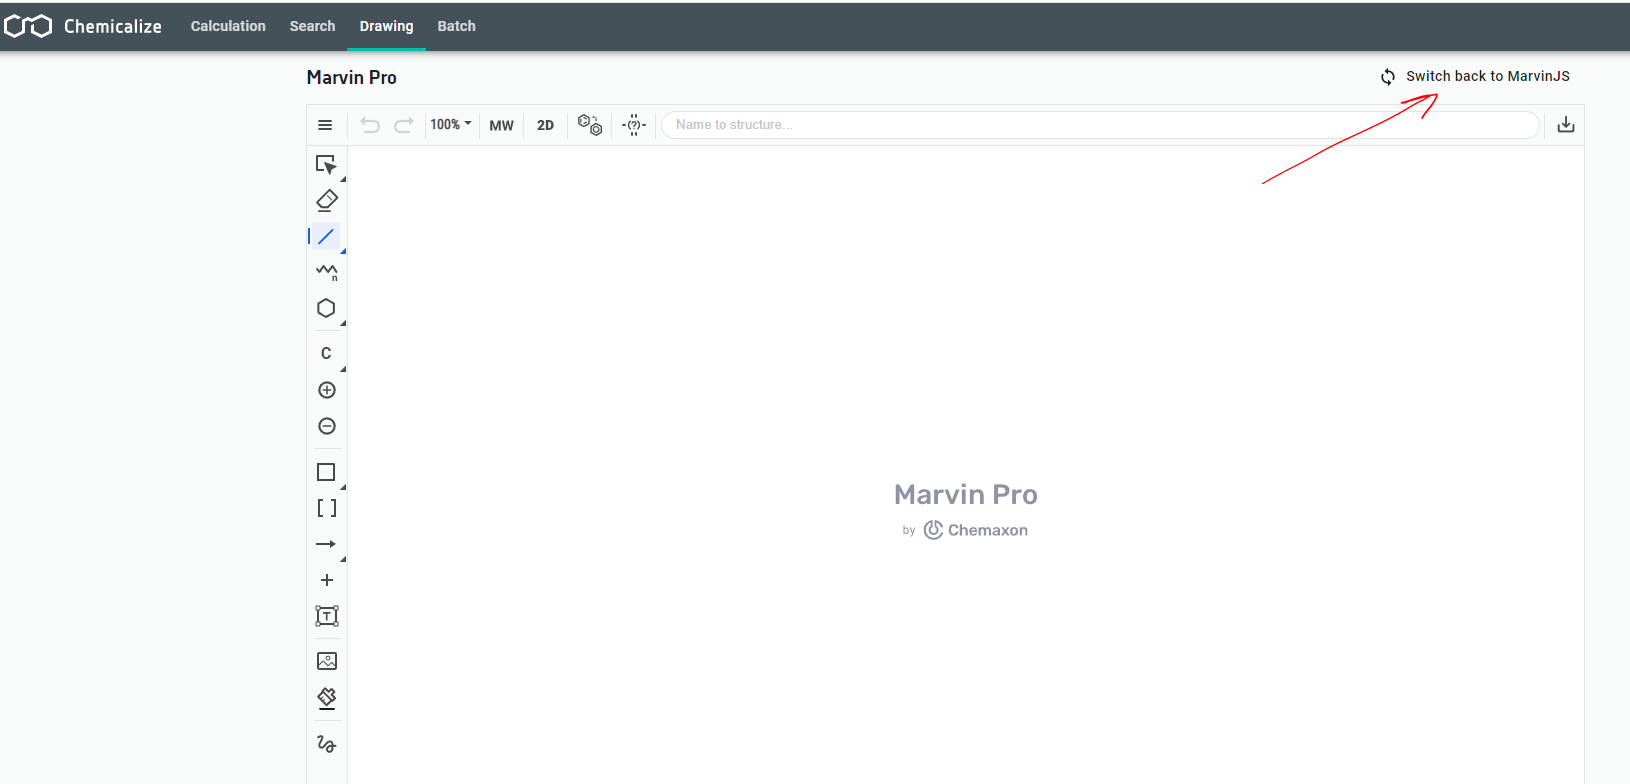 Chemicalize Calculation Search Drawing Batch
Marvin Pro
Switch back to MarvinJS
100% MW 2D Name to structure...
n
C
T
Marvin Pro
by Chemaxon